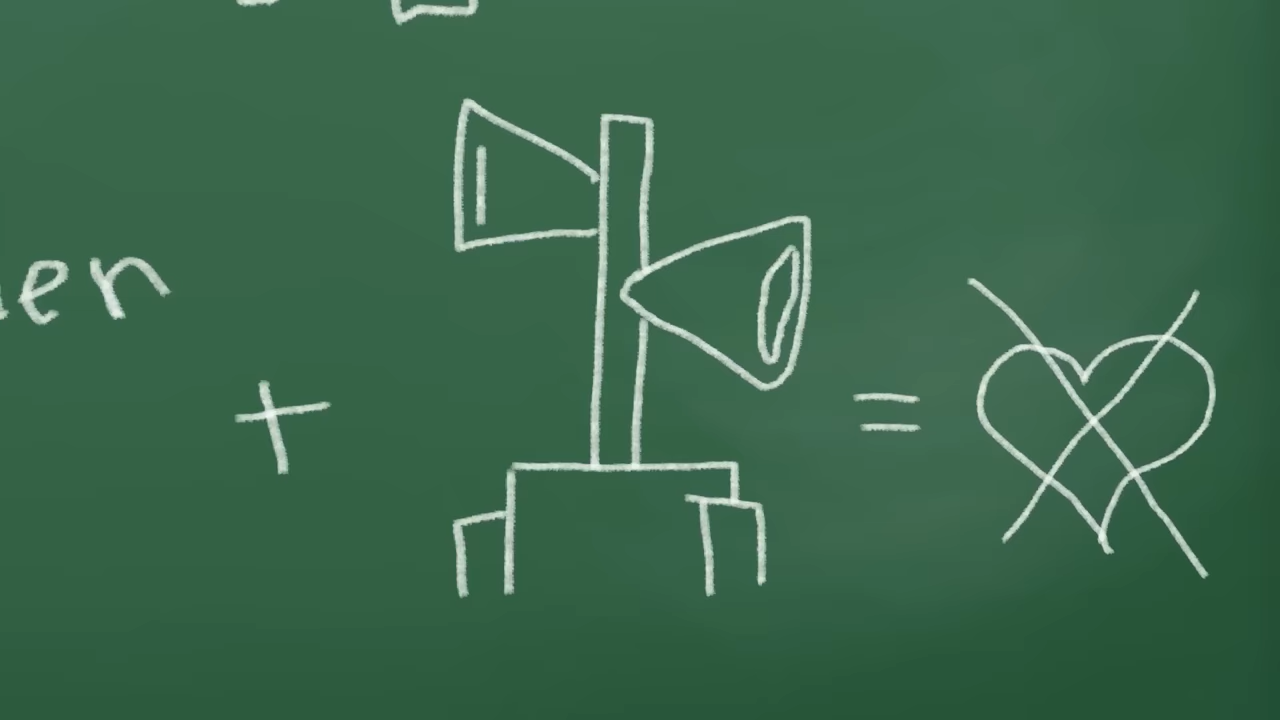 en
+
=